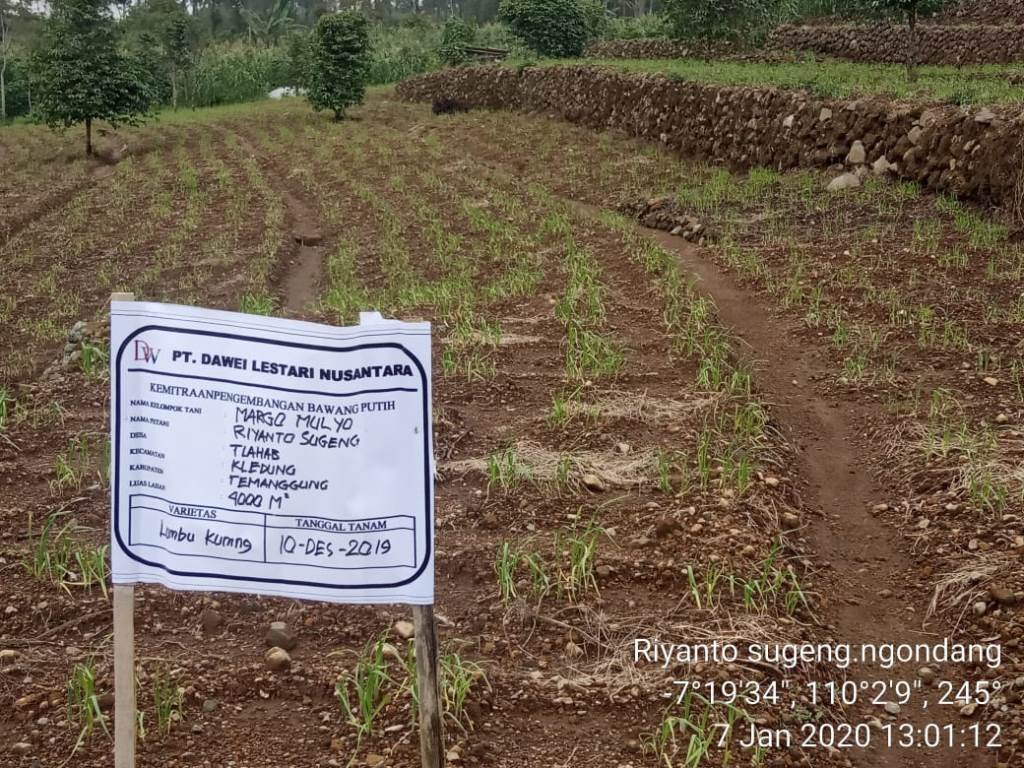 DW PT. DAWEI LESTARI NUSANTARA
KEMITRAANPENGEMBANGAN BAWANG PUTIH
NAMA KELOMPOK TANI : MARGO MULYO
NAMA PETANI : RIYANTO SUGENG
DESA : TLAHAB
KECAMATAN : KLEDUNG
KABUPATEN : TEMANGGUNG
LUAS LAHAN : 4000 M²
VARIETAS TANGGAL TANAM
Lumbu Kuning 10-DES-2019
Riyanto sugeng.ngondang
-7°19'34", 110°2'9", 245°
7 Jan 2020 13:01:12